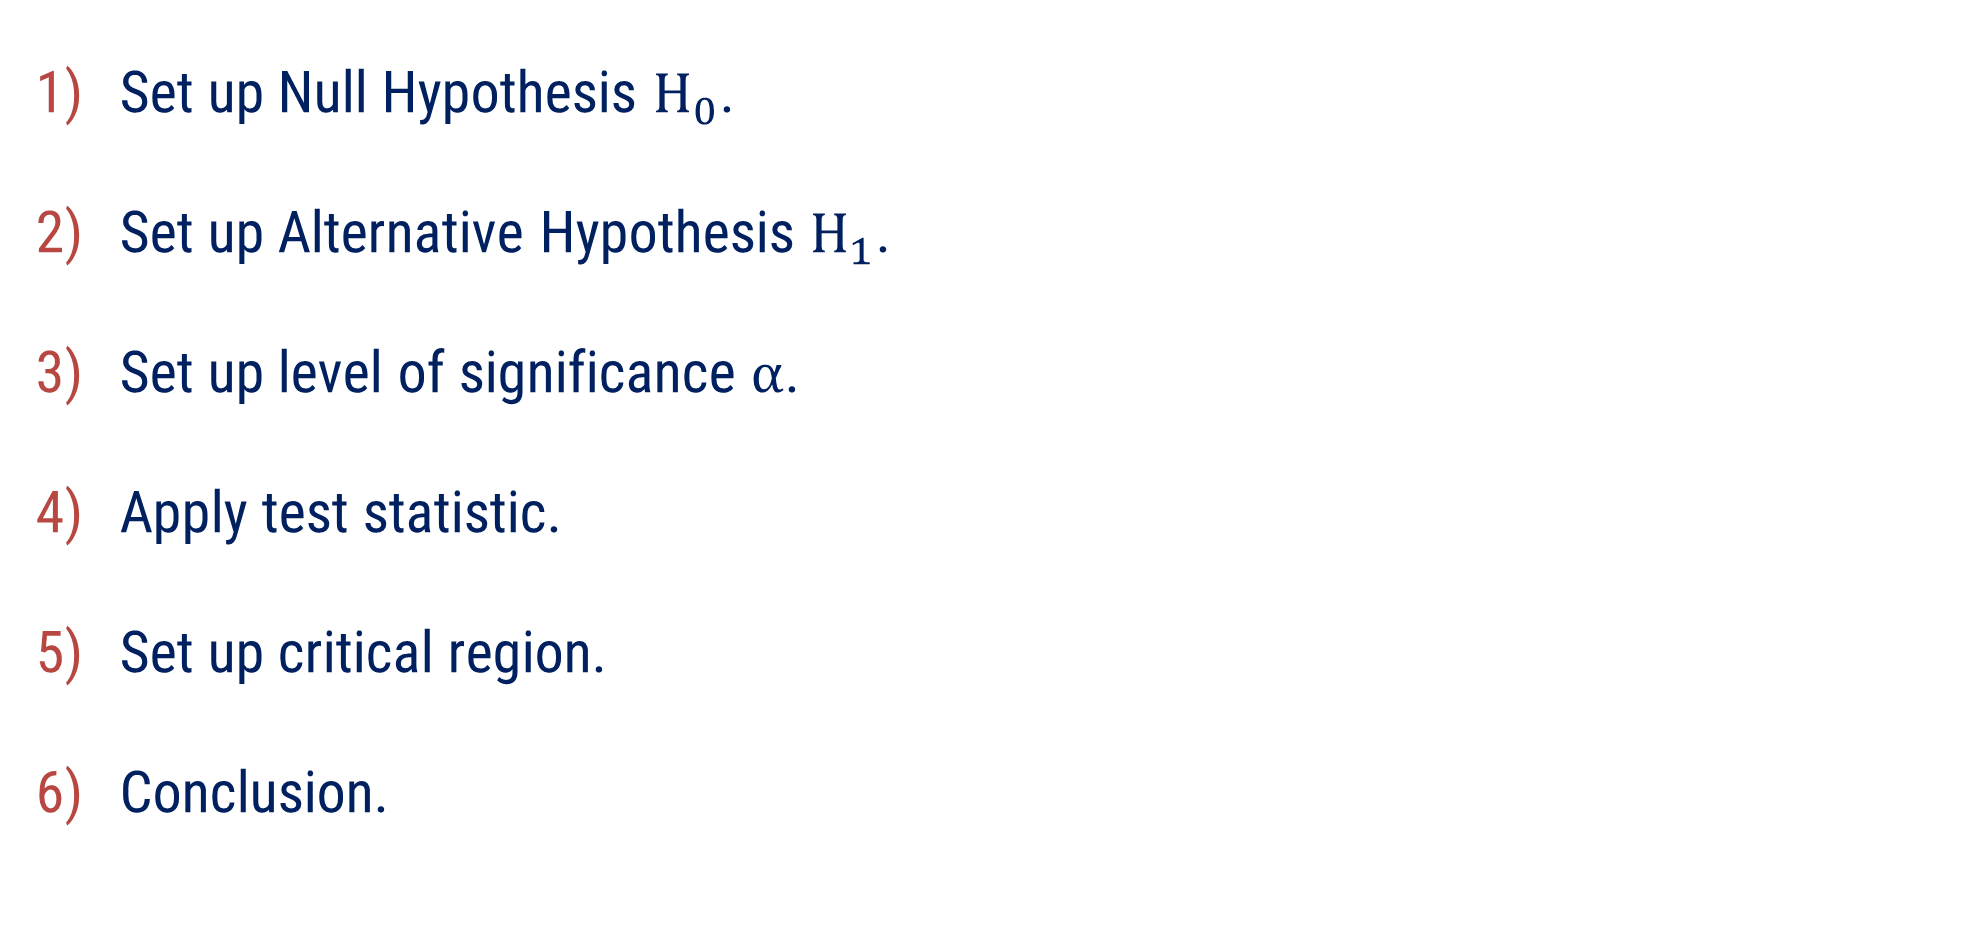 1) Set up Null Hypothesis H₀.
2) Set up Alternative Hypothesis H₁.
3) Set up level of significance α.
4) Apply test statistic.
5) Set up critical region.
6) Conclusion.